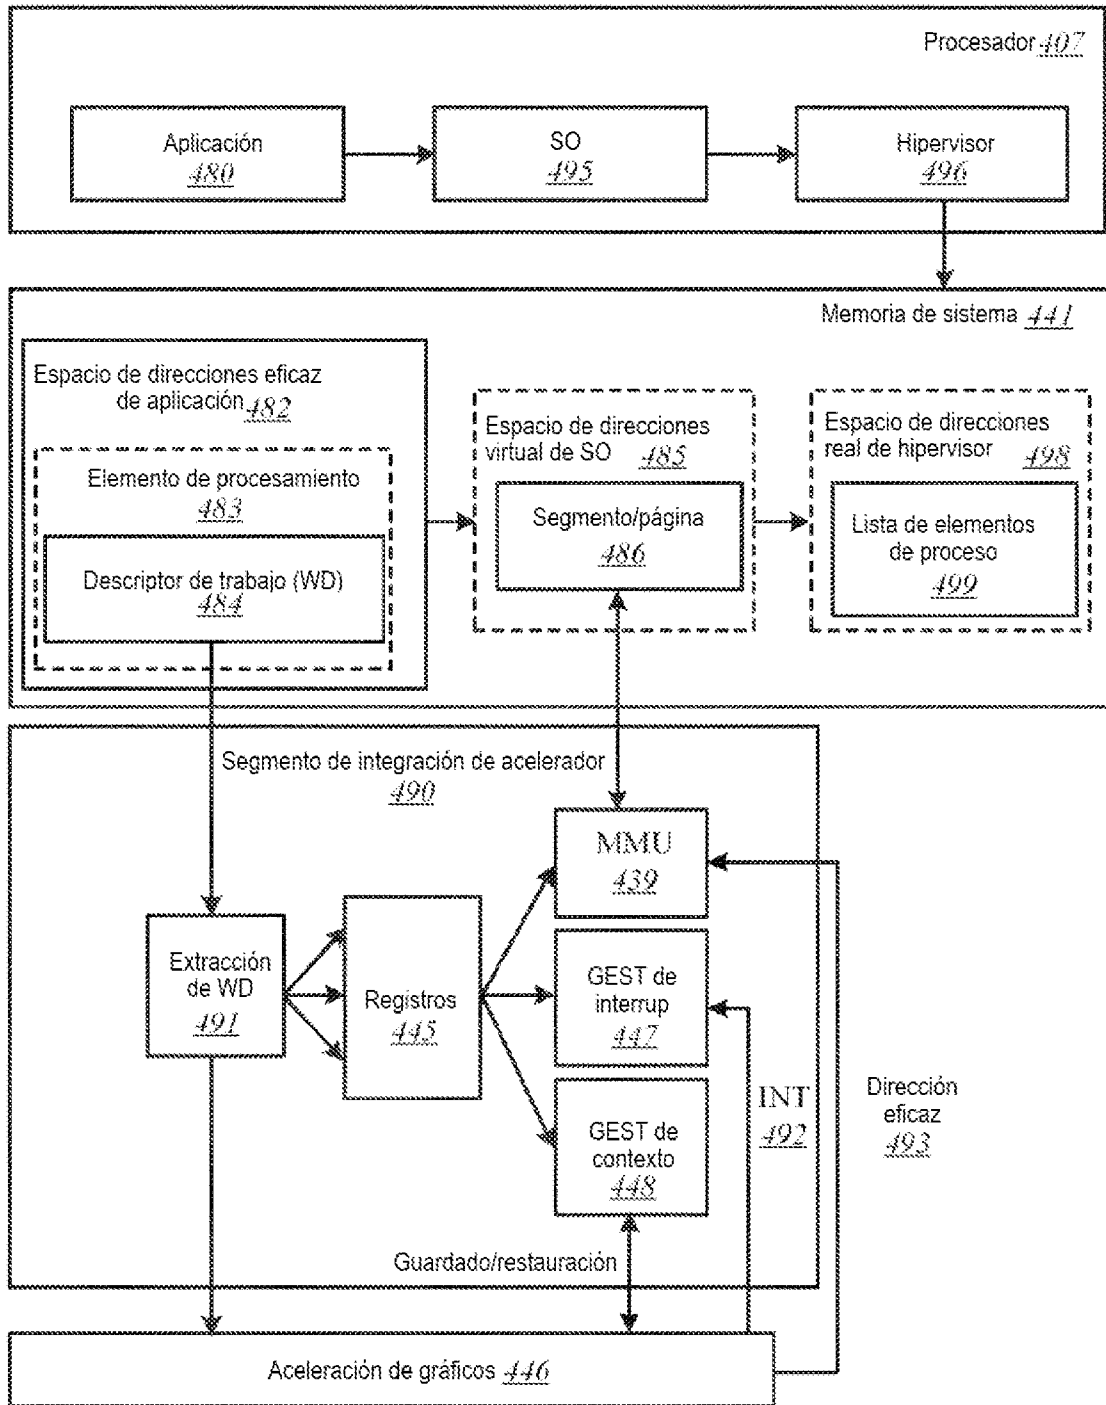 Procesador 407
Aplicación
480
SO
495
Hipervisor
496
Memoria de sistema 441
Espacio de direcciones eficaz
de aplicación 482
Elemento de procesamiento
483
Descriptor de trabajo (WD)
484
Espacio de direcciones
virtual de SO 485
Segmento/página
486
Espacio de direcciones
real de hipervisor 498
Lista de elementos
de proceso
499
Segmento de integración de acelerador
490
MMU
439
Extracción
de WD
491
Registros
445
GEST de
interrup
447
GEST de
contexto
448
INT
492
Dirección
eficaz
493
Guardado/restauración
Aceleración de gráficos 446